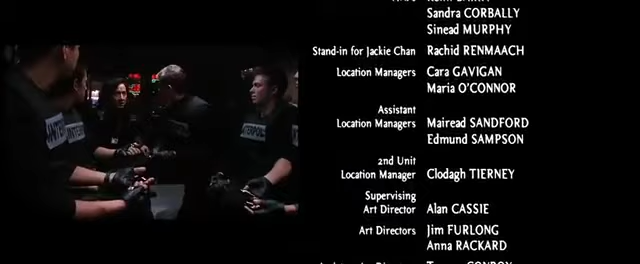 Sandra CORBALLY
Sinead MURPHY
Stand-in for Jackie Chan Rachid RENMAACH
Location Managers Cara GAVIGAN
Maria O'CONNOR
Assistant
Location Managers Mairead SANDFORD
Edmund SAMPSON
2nd Unit
Location Manager Clodagh TIERNEY
Supervising
Art Director Alan CASSIE
Art Directors Jim FURLONG
Anna RACKARD